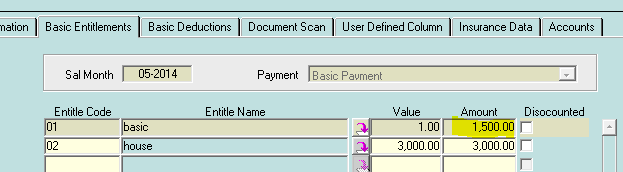 mation Basic Entitlements Basic Deductions Document Scan User Defined Column Insurance Data Accounts
Sal Month 05-2014 Payment Basic Payment
Entitle Code Entitle Name Value Amount Discounted
01 basic 1.00 1,500.00
02 house 3,000.00 3,000.00